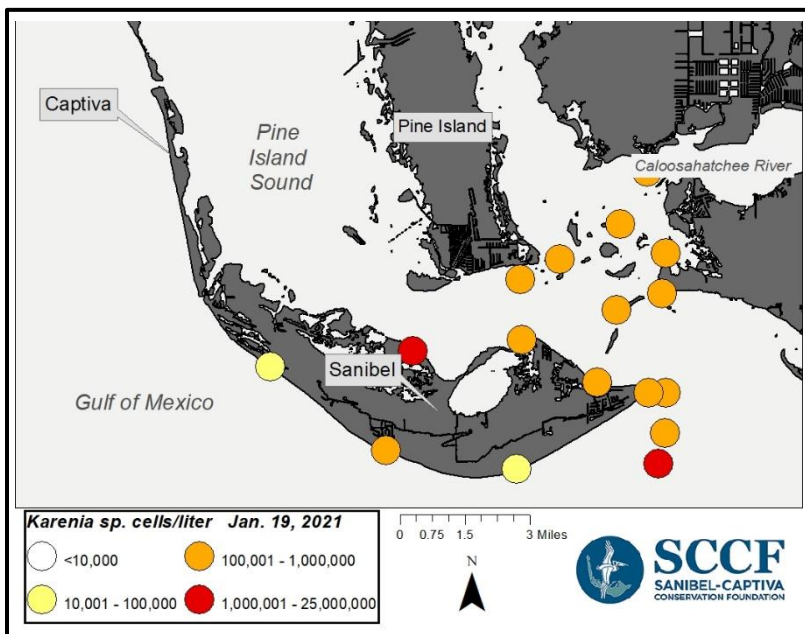 Captiva
Pine
Island
Sound
Pine Island
Caloosahatchee River
Sanibel
Gulf of Mexico
Karenia sp. cells/liter Jan. 19, 2021
<10,000
100,001 - 1,000,000
10,001 - 100,000
1,000,001 - 25,000,000
0 0.75 1.5 3 Miles
N
SCCF
SANIBEL-CAPTIVA
CONSERVATION FOUNDATION